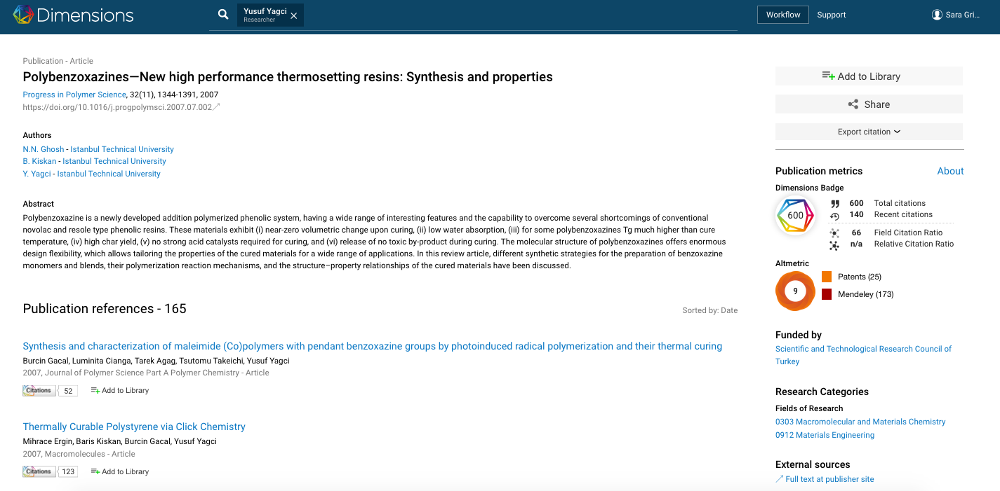 Dimensions
Yusuf Yagci
Researcher
Workflow
Support
Sara Gri...
Publication - Article
Polybenzoxazines—New high performance thermosetting resins: Synthesis and properties
Progress in Polymer Science, 32(11), 1344-1391, 2007
https://doi.org/10.1016/j.progpolymsci.2007.07.002
Authors
N.N. Ghosh - Istanbul Technical University
B. Kiskan - Istanbul Technical University
Y. Yagci - Istanbul Technical University
Abstract
Polybenzoxazine is a newly developed addition polymerized phenolic system, having a wide range of interesting features and the capability to overcome several shortcomings of conventional
novolac and resole type phenolic resins. These materials exhibit (i) near-zero volumetric change upon curing, (ii) low water absorption, (iii) for some polybenzoxazines Tg much higher than cure
temperature, (iv) high char yield, (v) no strong acid catalysts required for curing, and (vi) release of no toxic by-product during curing. The molecular structure of polybenzoxazines offers enormous
design flexibility, which allows tailoring the properties of the cured materials for a wide range of applications. In this review article, different synthetic strategies for the preparation of benzoxazine
monomers and blends, their polymerization reaction mechanisms, and the structure–property relationships of the cured materials have been discussed.
Publication references - 165
Sorted by: Date
Synthesis and characterization of maleimide (Co)polymers with pendant benzoxazine groups by photoinduced radical polymerization and their thermal curing
Burcin Gacal, Luminita Cianga, Tarek Agag, Tsutomu Takeichi, Yusuf Yagci
2007, Journal of Polymer Science Part A Polymer Chemistry - Article
Citations 52 Add to Library
Thermally Curable Polystyrene via Click Chemistry
Mihrace Ergin, Baris Kiskan, Burcin Gacal, Yusuf Yagci
2007, Macromolecules - Article
Citations 123 Add to Library
Add to Library
Share
Export citation
Publication metrics About
Dimensions Badge
600
600 Total citations
140 Recent citations
66 Field Citation Ratio
n/a Relative Citation Ratio
Altmetric
9
Patents (25)
Mendeley (173)
Funded by
Scientific and Technological Research Council of
Turkey
Research Categories
Fields of Research
0303 Macromolecular and Materials Chemistry
0912 Materials Engineering
External sources
Full text at publisher site